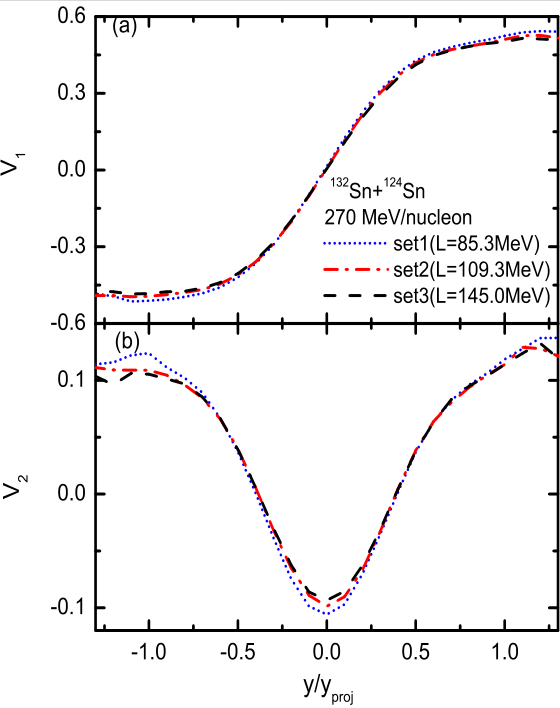 (a)
0.6
0.3
0.0
-0.3
-0.6
V1
132Sn+124Sn
270 MeV/nucleon
set1(L=85.3MeV)
set2(L=109.3MeV)
set3(L=145.0MeV)
(b)
0.1
0.0
-0.1
V2
-1.0 -0.5 0.0 0.5 1.0
y/yproj